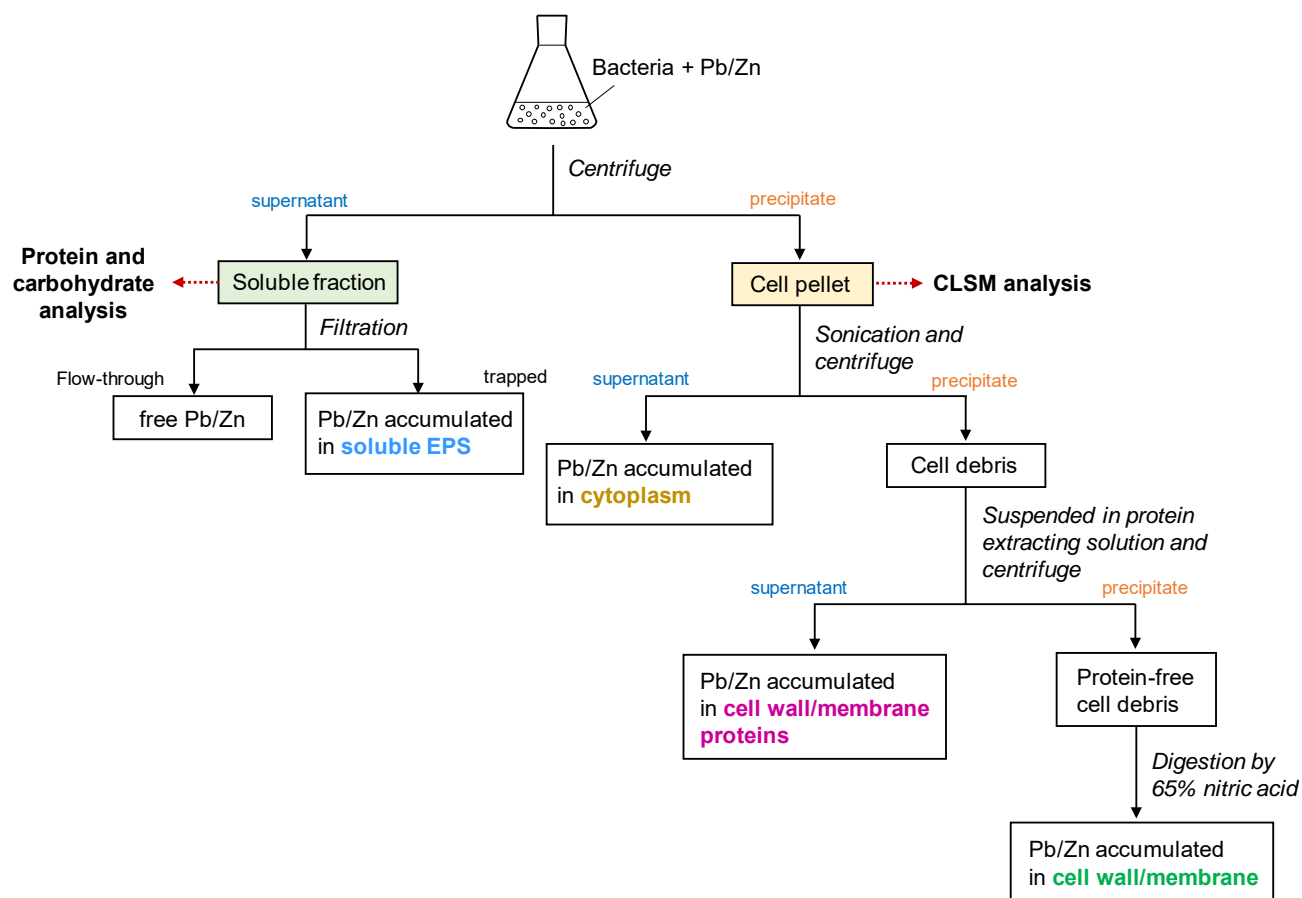 Bacteria + Pb/Zn
Centrifuge
supernatant
precipitate
Protein and
carbohydrate
analysis
Soluble fraction
Cell pellet
CLSM analysis
Filtration
Sonication and
centrifuge
Flow-through
trapped
supernatant
precipitate
free Pb/Zn
Pb/Zn accumulated
in soluble EPS
Pb/Zn accumulated
in cytoplasm
Cell debris
Suspended in protein
extracting solution and
centrifuge
supernatant
precipitate
Pb/Zn accumulated
in cell wall/membrane
proteins
Protein-free
cell debris
Digestion by
65% nitric acid
Pb/Zn accumulated
in cell wall/membrane